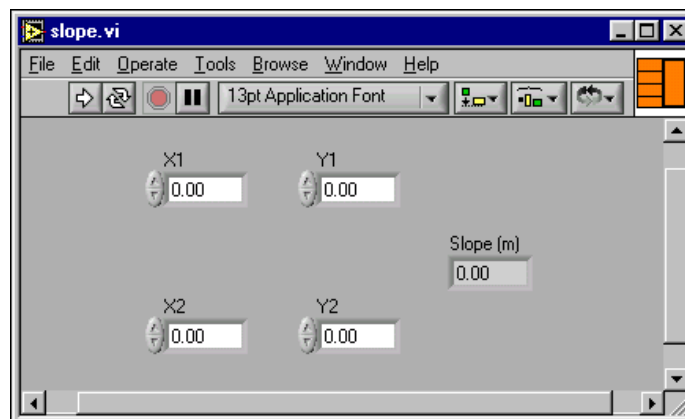 slope.vi
File Edit Operate Tools Browse Window Help
13pt Application Font
X1 Y1
0.00 0.00
Slope (m)
0.00
X2 Y2
0.00 0.00